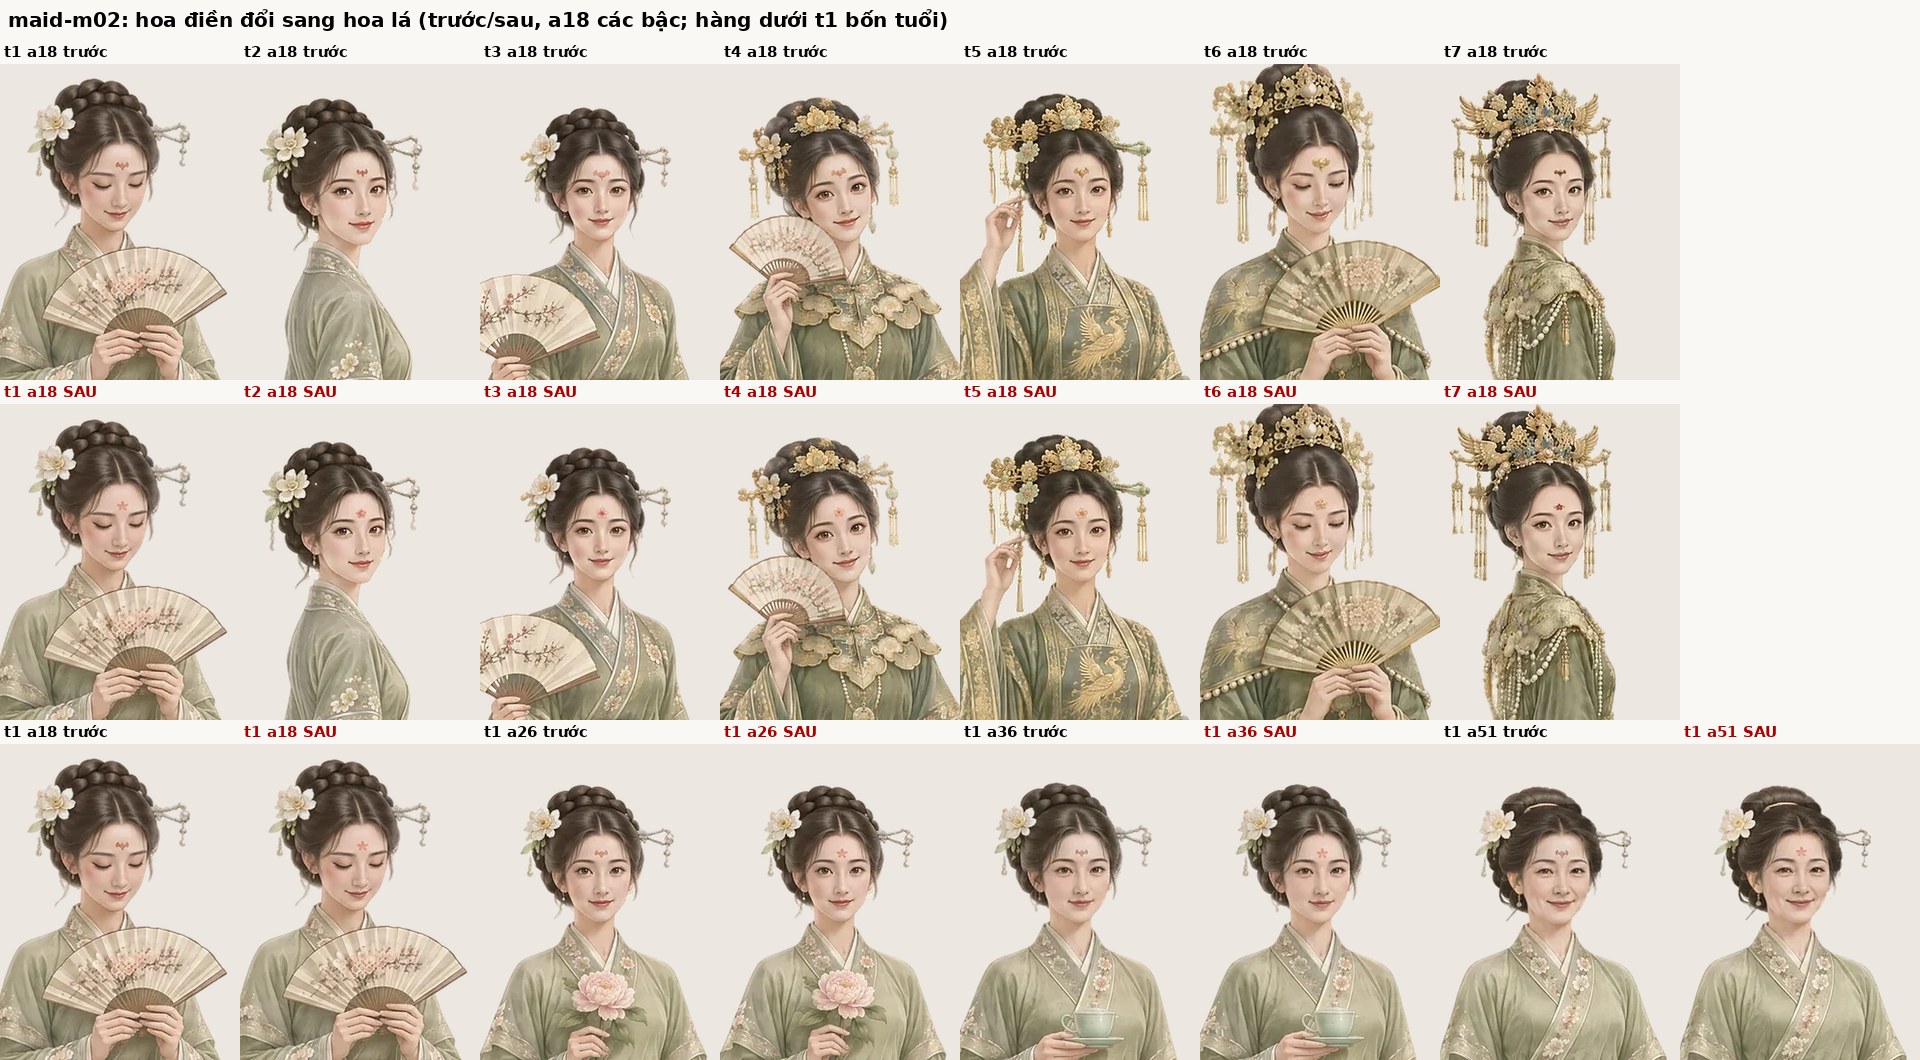 maid-m02: hoa điền đổi sang hoa lá (trước/sau, a18 các bậc; hàng dưới t1 bốn tuổi)
t1 a18 trước
t2 a18 trước
t3 a18 trước
t4 a18 trước
t5 a18 trước
t6 a18 trước
t7 a18 trước
t1 a18 SAU
t2 a18 SAU
t3 a18 SAU
t4 a18 SAU
t5 a18 SAU
t6 a18 SAU
t7 a18 SAU
t1 a18 trước
t1 a18 SAU
t1 a26 trước
t1 a26 SAU
t1 a36 trước
t1 a36 SAU
t1 a51 trước
t1 a51 SAU